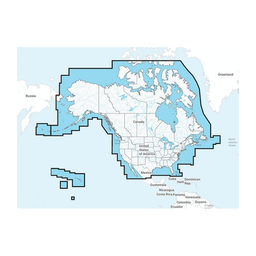 Greenland
Russia
Canada
United
States
of America
Mexico
Cuba
Dominican
Rep.
Guatemala
Nicaragua
Costa Rica
Panama
Venezuela
Guyana
Colombia
Ecuador